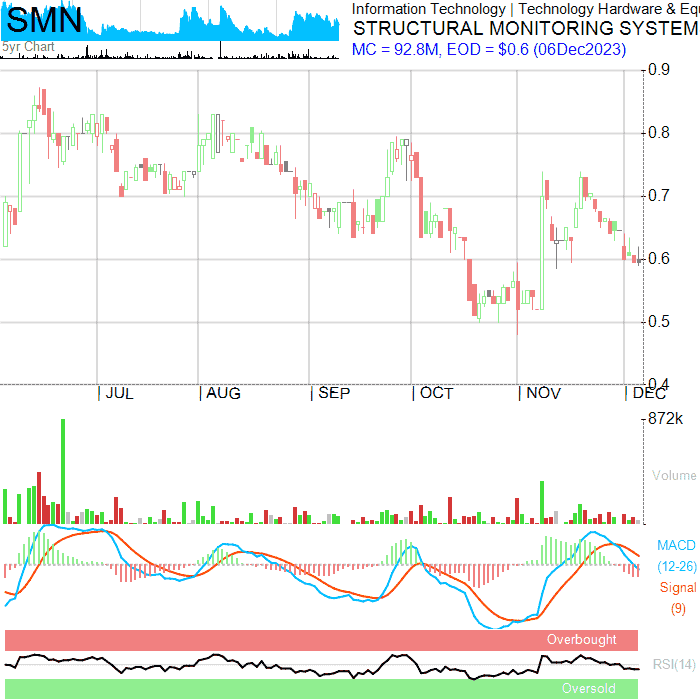 SMN
5yr Chart
Information Technology | Technology Hardware & Equ
STRUCTURAL MONITORING SYSTEM
MC = 92.8M, EOD = $0.6 (06Dec2023)
0.9
0.8
0.7
0.6
0.5
0.4
JUL
AUG
SEP
OCT
NOV
DEC
872k
Volume
MACD
(12-26)
Signal
(9)
Overbought
RSI(14)
Oversold